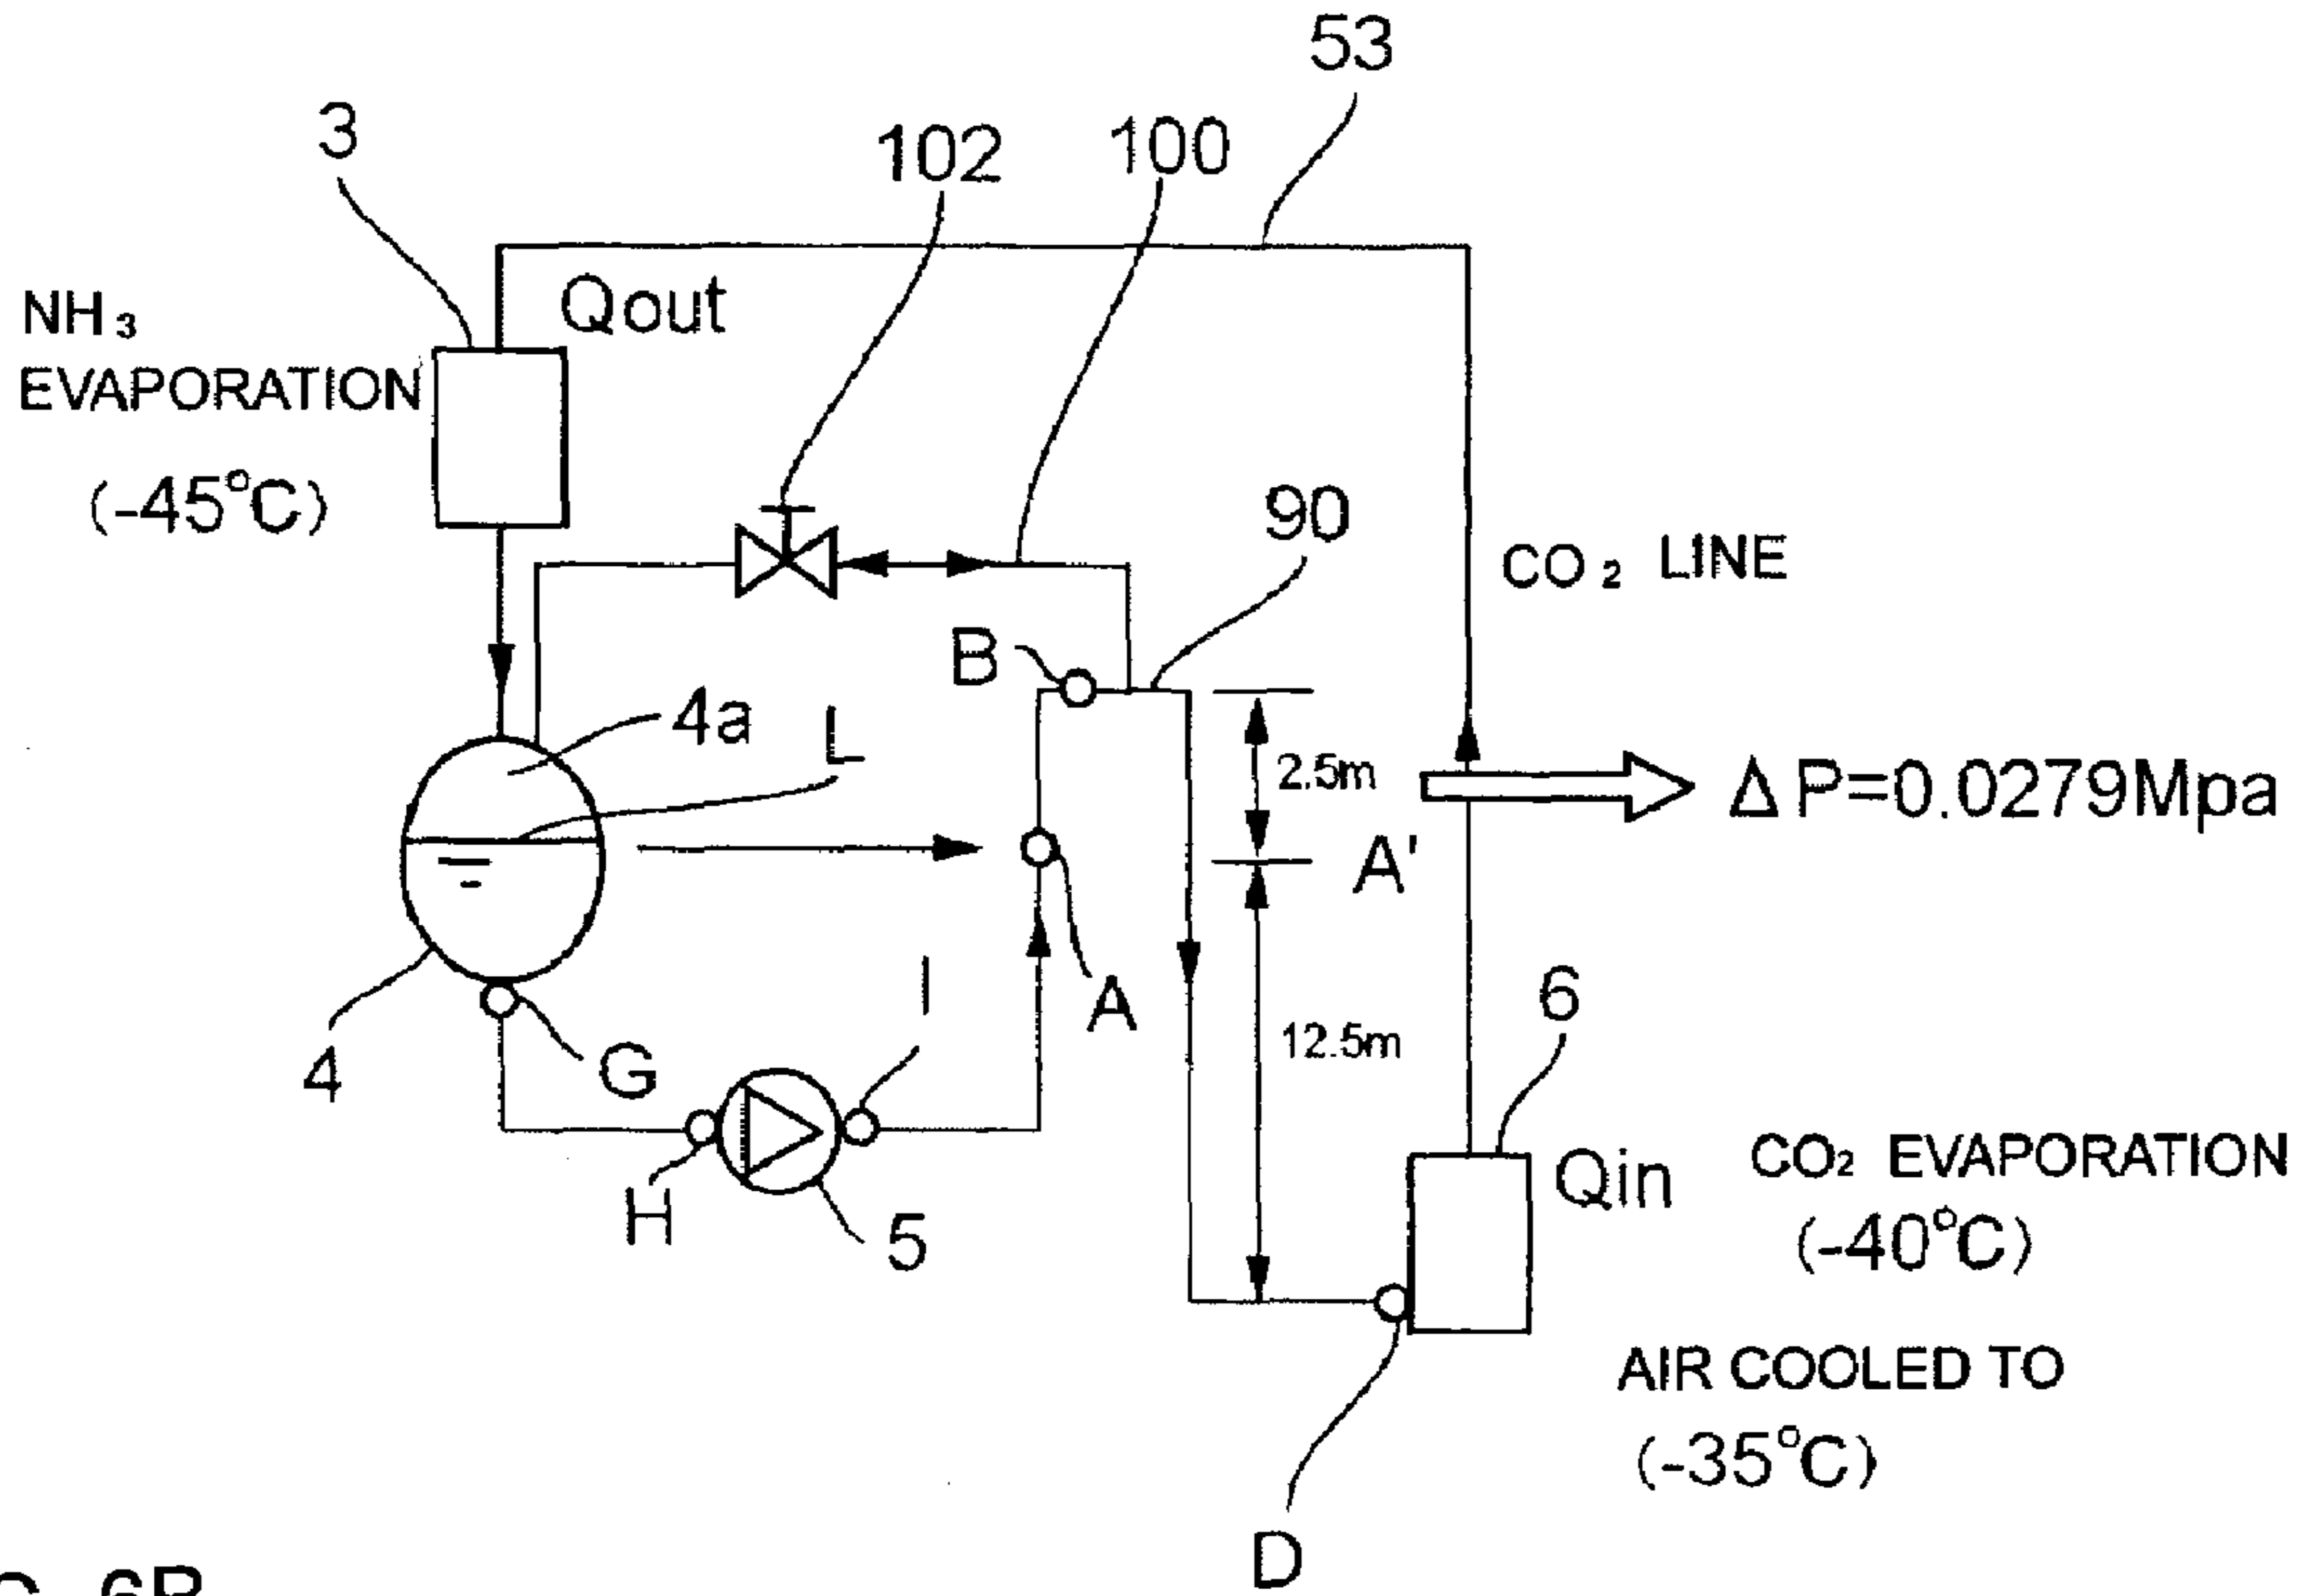 53
3
102
100
NH₃
EVAPORATION
(-45°C)
Qout
90
CO₂ LINE
B
4a
L
2.5m
ΔP=0.0279Mpa
A'
A
I
6
12.5m
4
G
H
5
Qin
CO₂ EVAPORATION
(-40°C)
AIR COOLED TO
(-35°C)
D